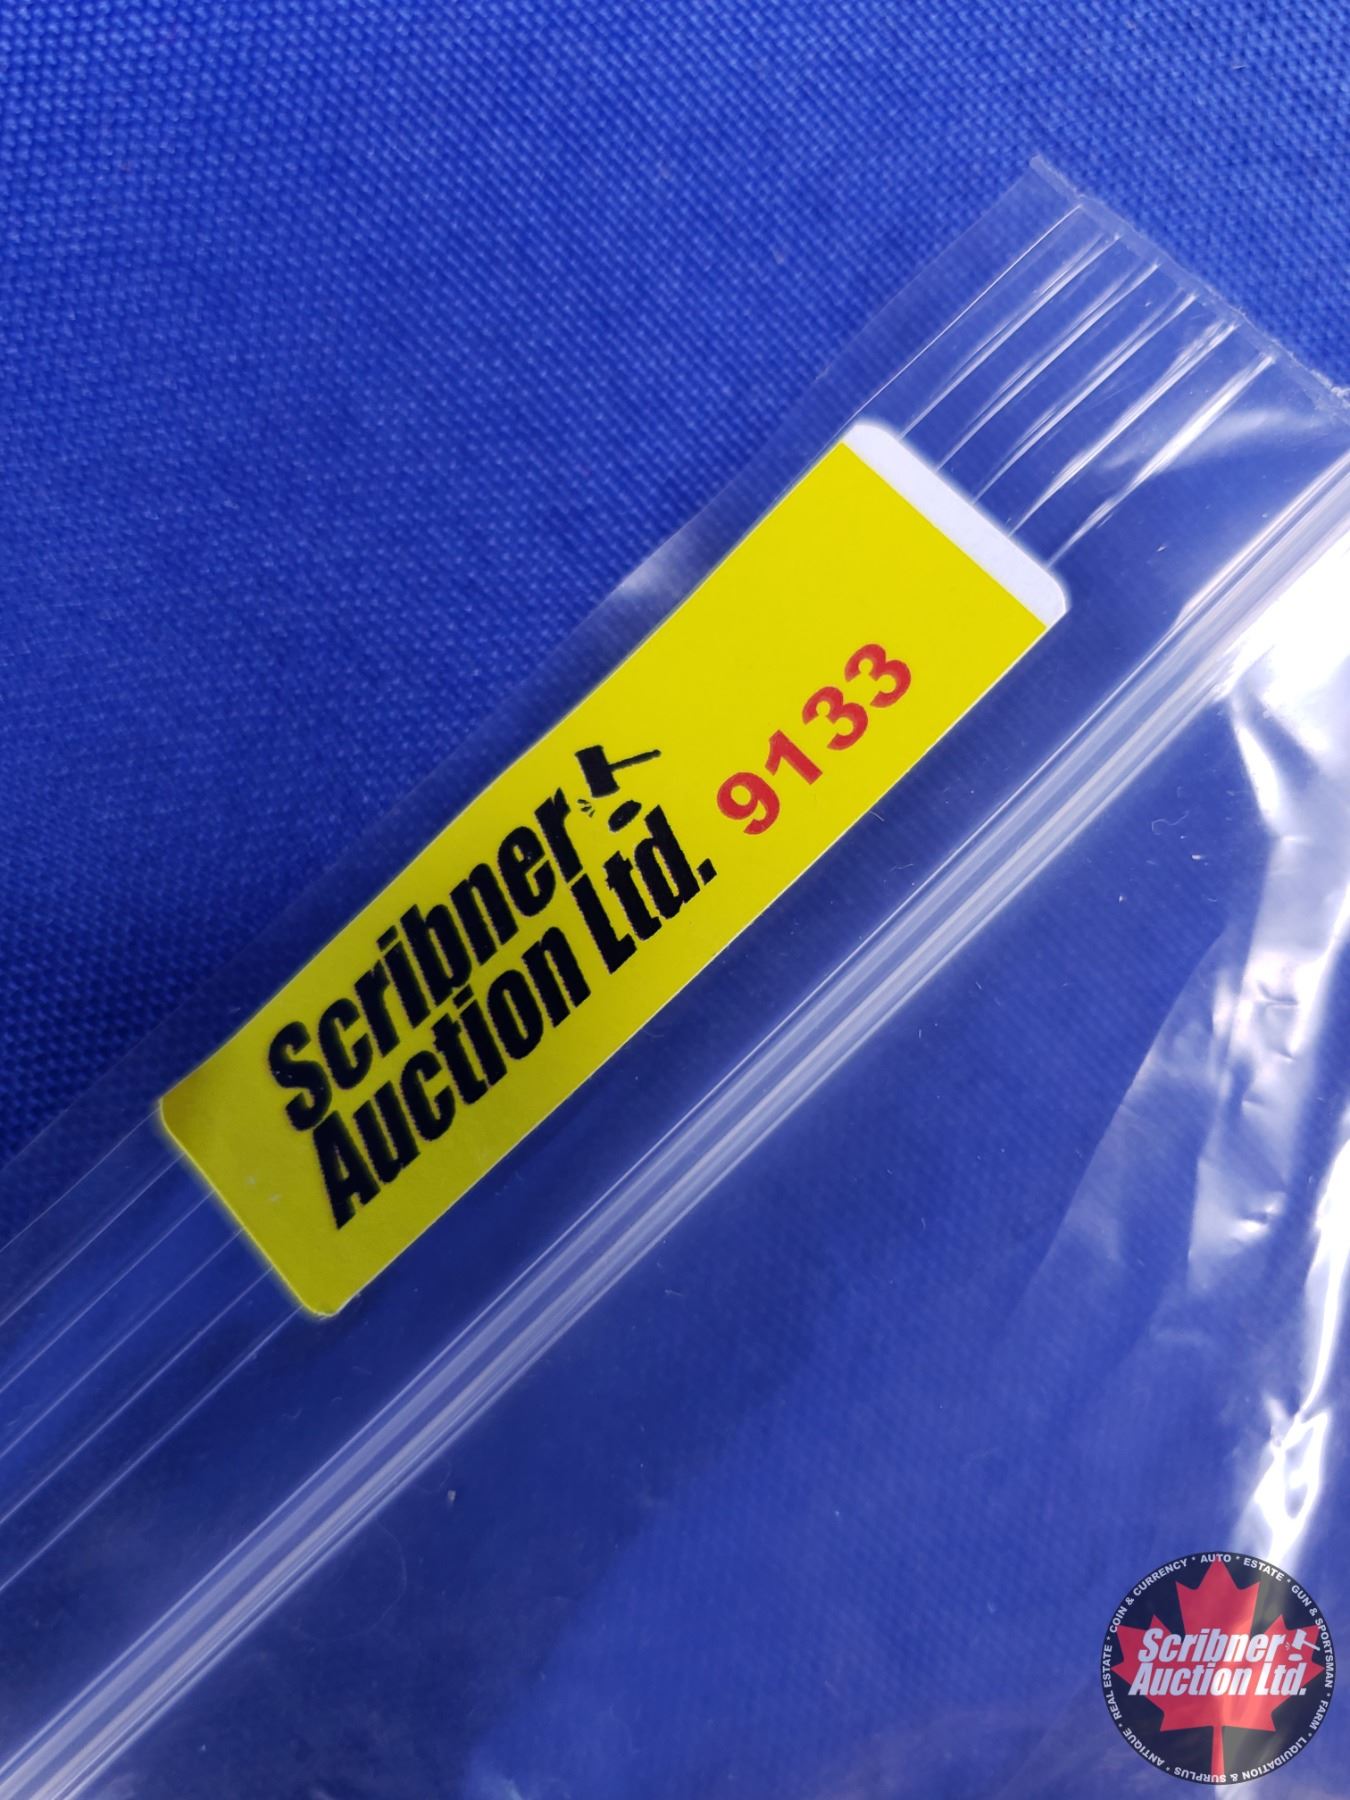 Scribner
Auction Ltd.
9133
REAL ESTATE * COIN & CURRENCY * AUTO * ESTATE * GUN & SPORTSMAN * FARM * LIQUIDATION & SURPLUS * ANTIQUE *
Scribner
Auction Ltd.